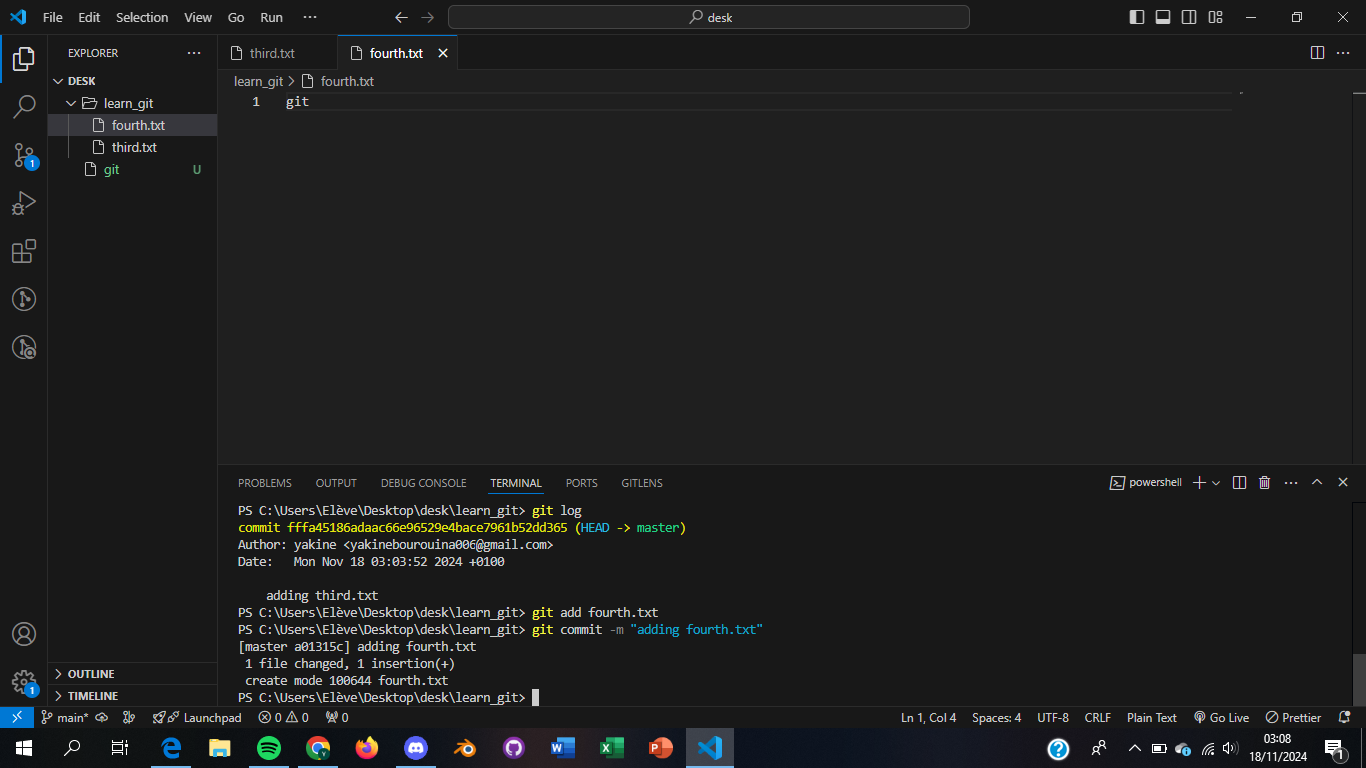 File Edit Selection View Go Run ··· desk
EXPLORER ···
DESK
learn_git
fourth.txt
third.txt
git U
OUTLINE
TIMELINE
third.txt fourth.txt
learn_git > fourth.txt
1 git
PROBLEMS OUTPUT DEBUG CONSOLE TERMINAL PORTS GITLENS powershell
PS C:\Users\Elève\Desktop\desk\learn_git> git log
commit fffa45186adaac66e96529e4bace7961b52dd365 (HEAD -> master)
Author: yakine <yakinebourouina006@gmail.com>
Date:   Mon Nov 18 03:03:52 2024 +0100
adding third.txt
PS C:\Users\Elève\Desktop\desk\learn_git> git add fourth.txt
PS C:\Users\Elève\Desktop\desk\learn_git> git commit -m "adding fourth.txt"
[master a01315c] adding fourth.txt
1 file changed, 1 insertion(+)
create mode 100644 fourth.txt
PS C:\Users\Elève\Desktop\desk\learn_git>
1
1
main* Launchpad 0 0 0 Ln 1, Col 4 Spaces: 4 UTF-8 CRLF Plain Text Go Live Prettier
03:08
18/11/2024
1